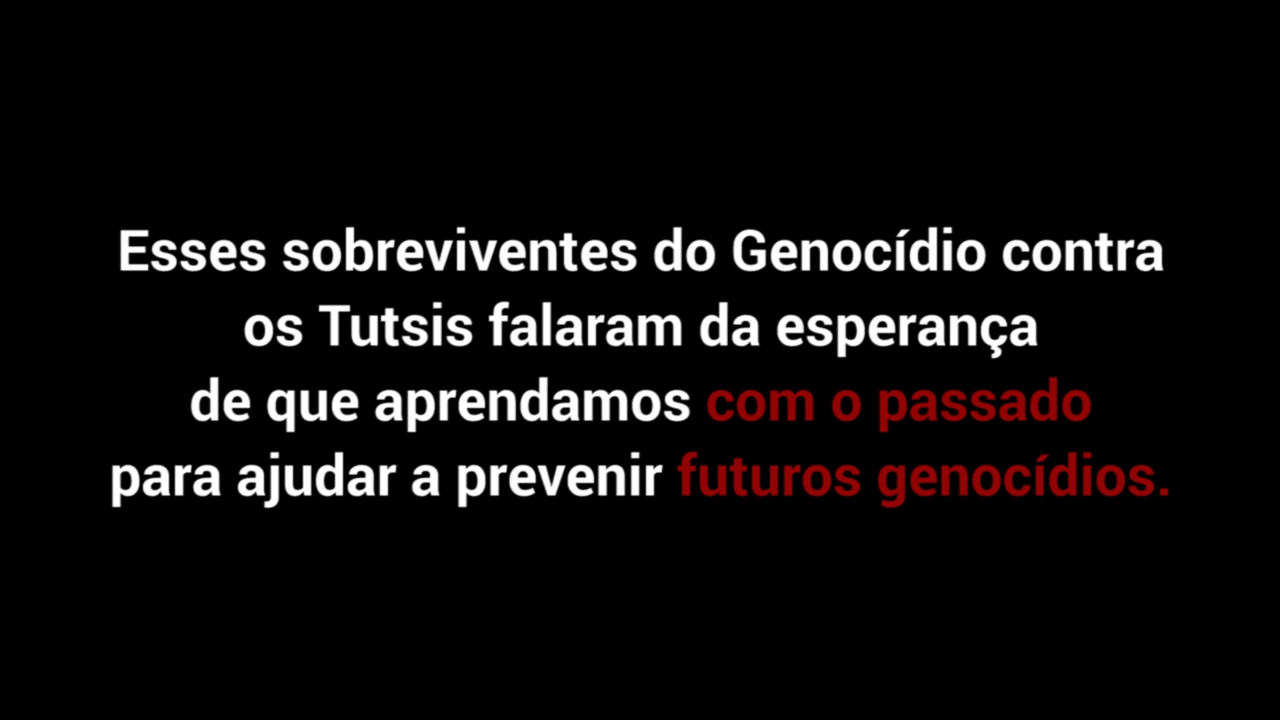 Esses sobreviventes do Genocídio contra
os Tutsis falaram da esperança
de que aprendamos com o passado
para ajudar a prevenir futuros genocídios.